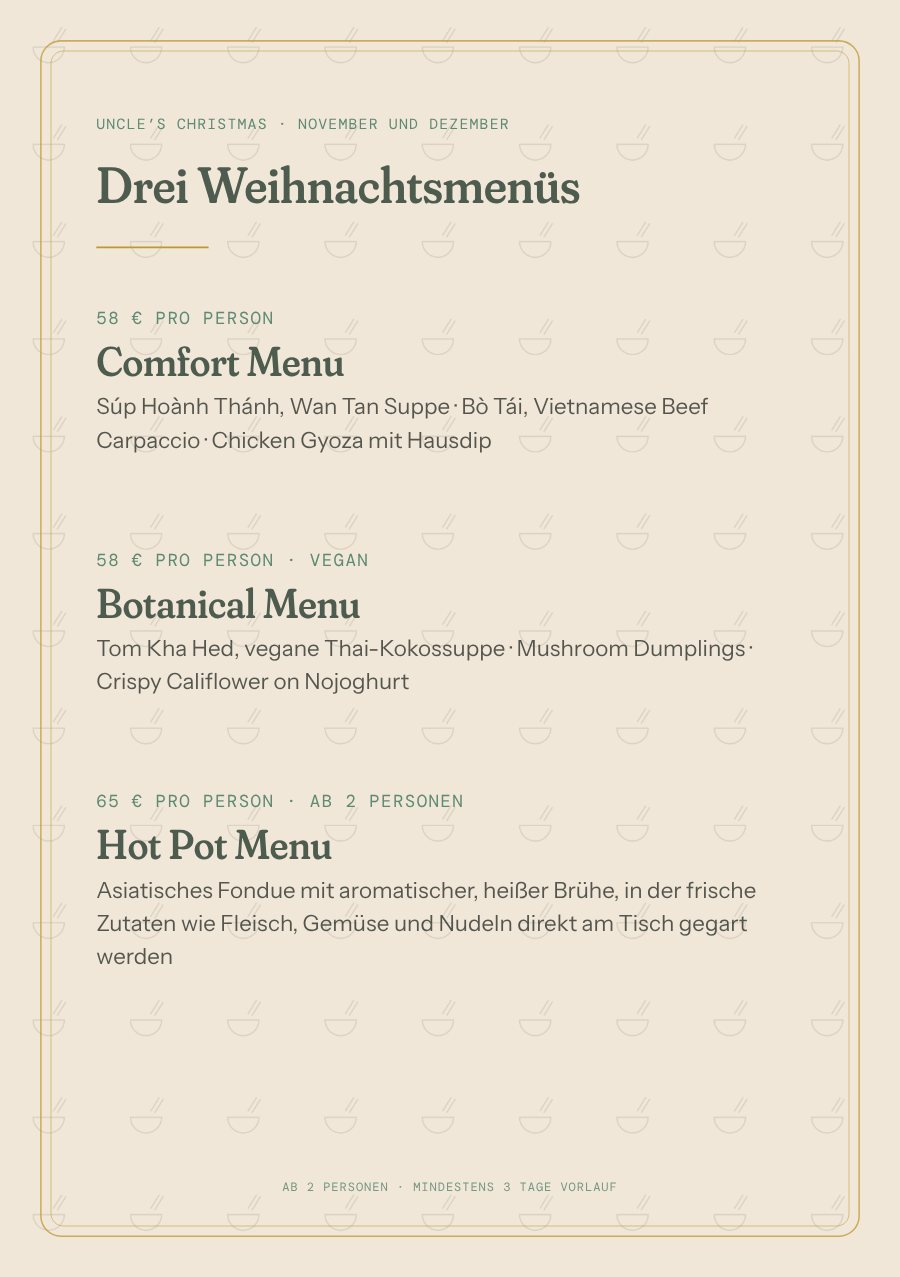 UNCLE’S CHRISTMAS · NOVEMBER UND DEZEMBER
Drei Weihnachtsmenüs
58 € PRO PERSON
Comfort Menu
Súp Hoành Thánh, Wan Tan Suppe · Bò Tái, Vietnamese Beef
Carpaccio · Chicken Gyoza mit Hausdip
58 € PRO PERSON · VEGAN
Botanical Menu
Tom Kha Hed, vegane Thai-Kokossuppe · Mushroom Dumplings ·
Crispy Califlower on Nojoghurt
65 € PRO PERSON · AB 2 PERSONEN
Hot Pot Menu
Asiatisches Fondue mit aromatischer, heißer Brühe, in der frische
Zutaten wie Fleisch, Gemüse und Nudeln direkt am Tisch gegart
werden
AB 2 PERSONEN · MINDESTENS 3 TAGE VORLAUF